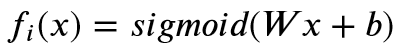 f_i(x) = sigmoid(Wx + b)